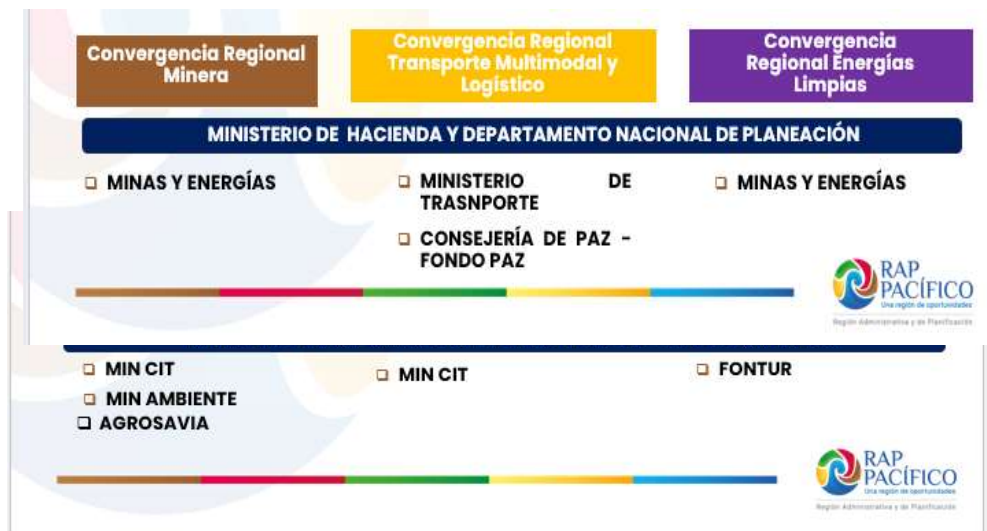 Convergencia Regional
Minera
Convergencia Regional
Transporte Multimodal y
Logístico
Convergencia
Regional Energías
Limpias
MINISTERIO DE HACIENDA Y DEPARTAMENTO NACIONAL DE PLANEACIÓN
MINAS Y ENERGÍAS
MINISTERIO DE
TRASNPORTE
CONSEJERÍA DE PAZ -
FONDO PAZ
MINAS Y ENERGÍAS
RAP
PACÍFICO
Una región de oportunidades
Región Administrativa y de Planificación
MIN CIT
MIN AMBIENTE
AGROSAVIA
MIN CIT
FONTUR
RAP
PACÍFICO
Una región de oportunidades
Región Administrativa y de Planificación